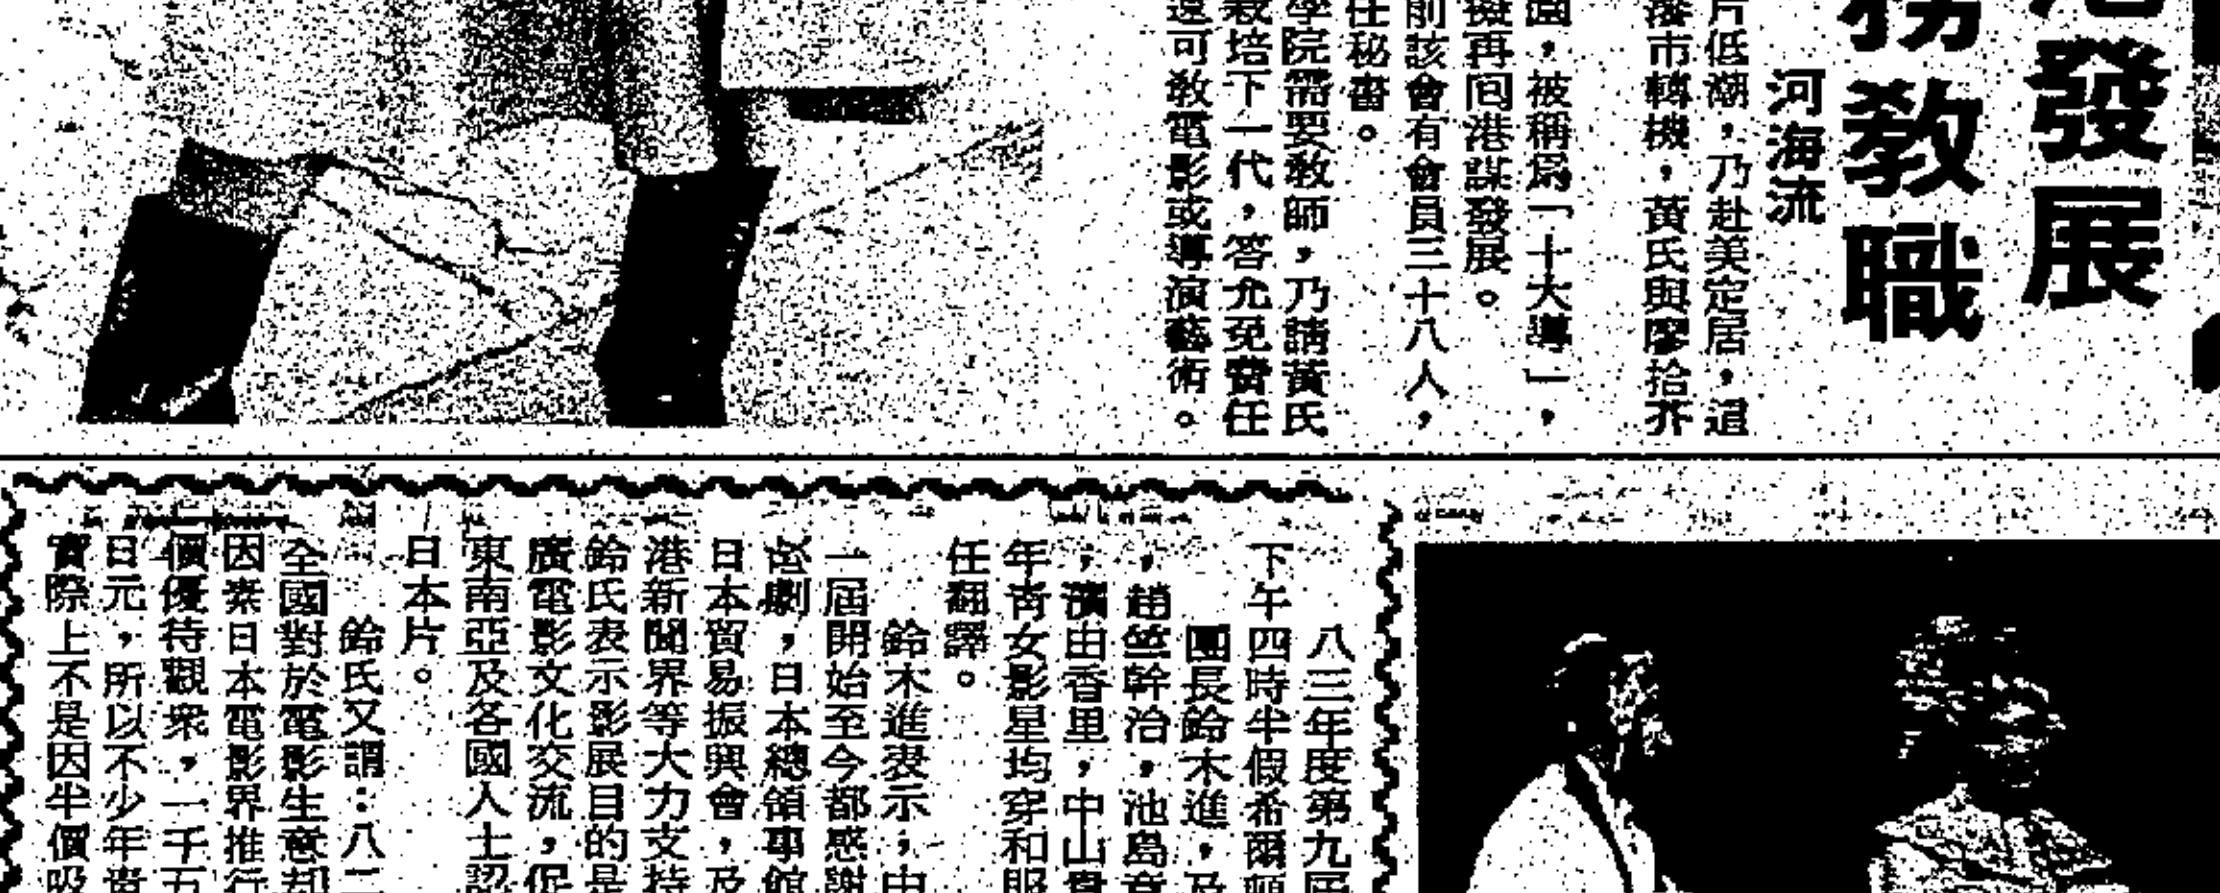 發展
務教職
河海流
片低潮，乃赴美定居，這
市轉機，黃氏與廖拾芥
園，被稱爲「十大導」，
擬再回港謀發展。
前該會有會員三十八人，
任秘書。
學院需要教師，乃請黃氏
栽培下一代，答允免費任
還可敎電影或導演藝術。
八三年度第九屆
下午四時半假希爾頓
團長鈴木進，及
，趙幹治，池島章
，濱由香里，中山
年青女影星均穿和服
任翻譯。
鈴木進表示，由
一屆開始至今都感謝
劇，日本總領事館
日本貿易振興會，及
港新聞界等大力支持
鈴氏表示影展目的是
廣電影文化交流，促
東南亞及各國人士認
日本片。
鈴氏又謂：八二
全國對於電影生意却
因素日本電影界推行
價優待觀衆，一千五
日元，所以不少年青
實際上不是因半價吸